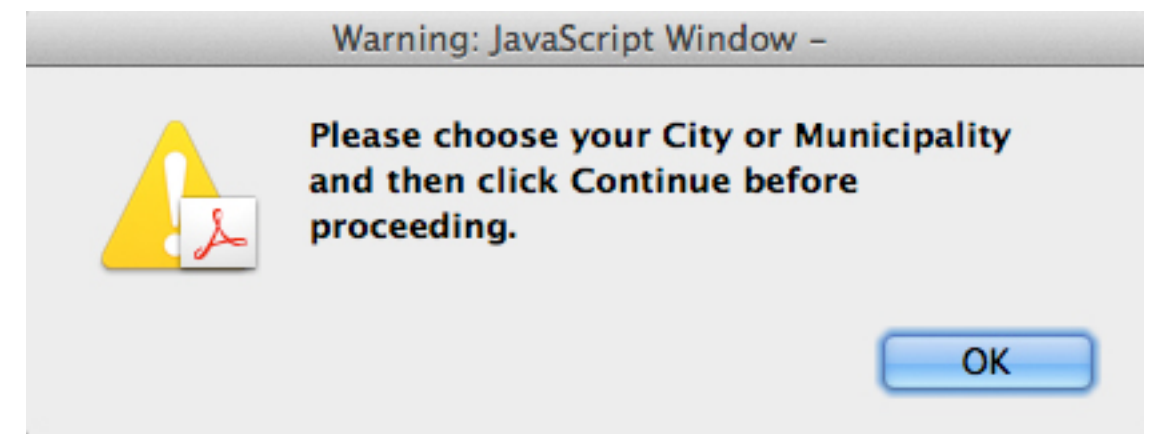 Warning: JavaScript Window –
Please choose your City or Municipality
and then click Continue before
proceeding.
OK